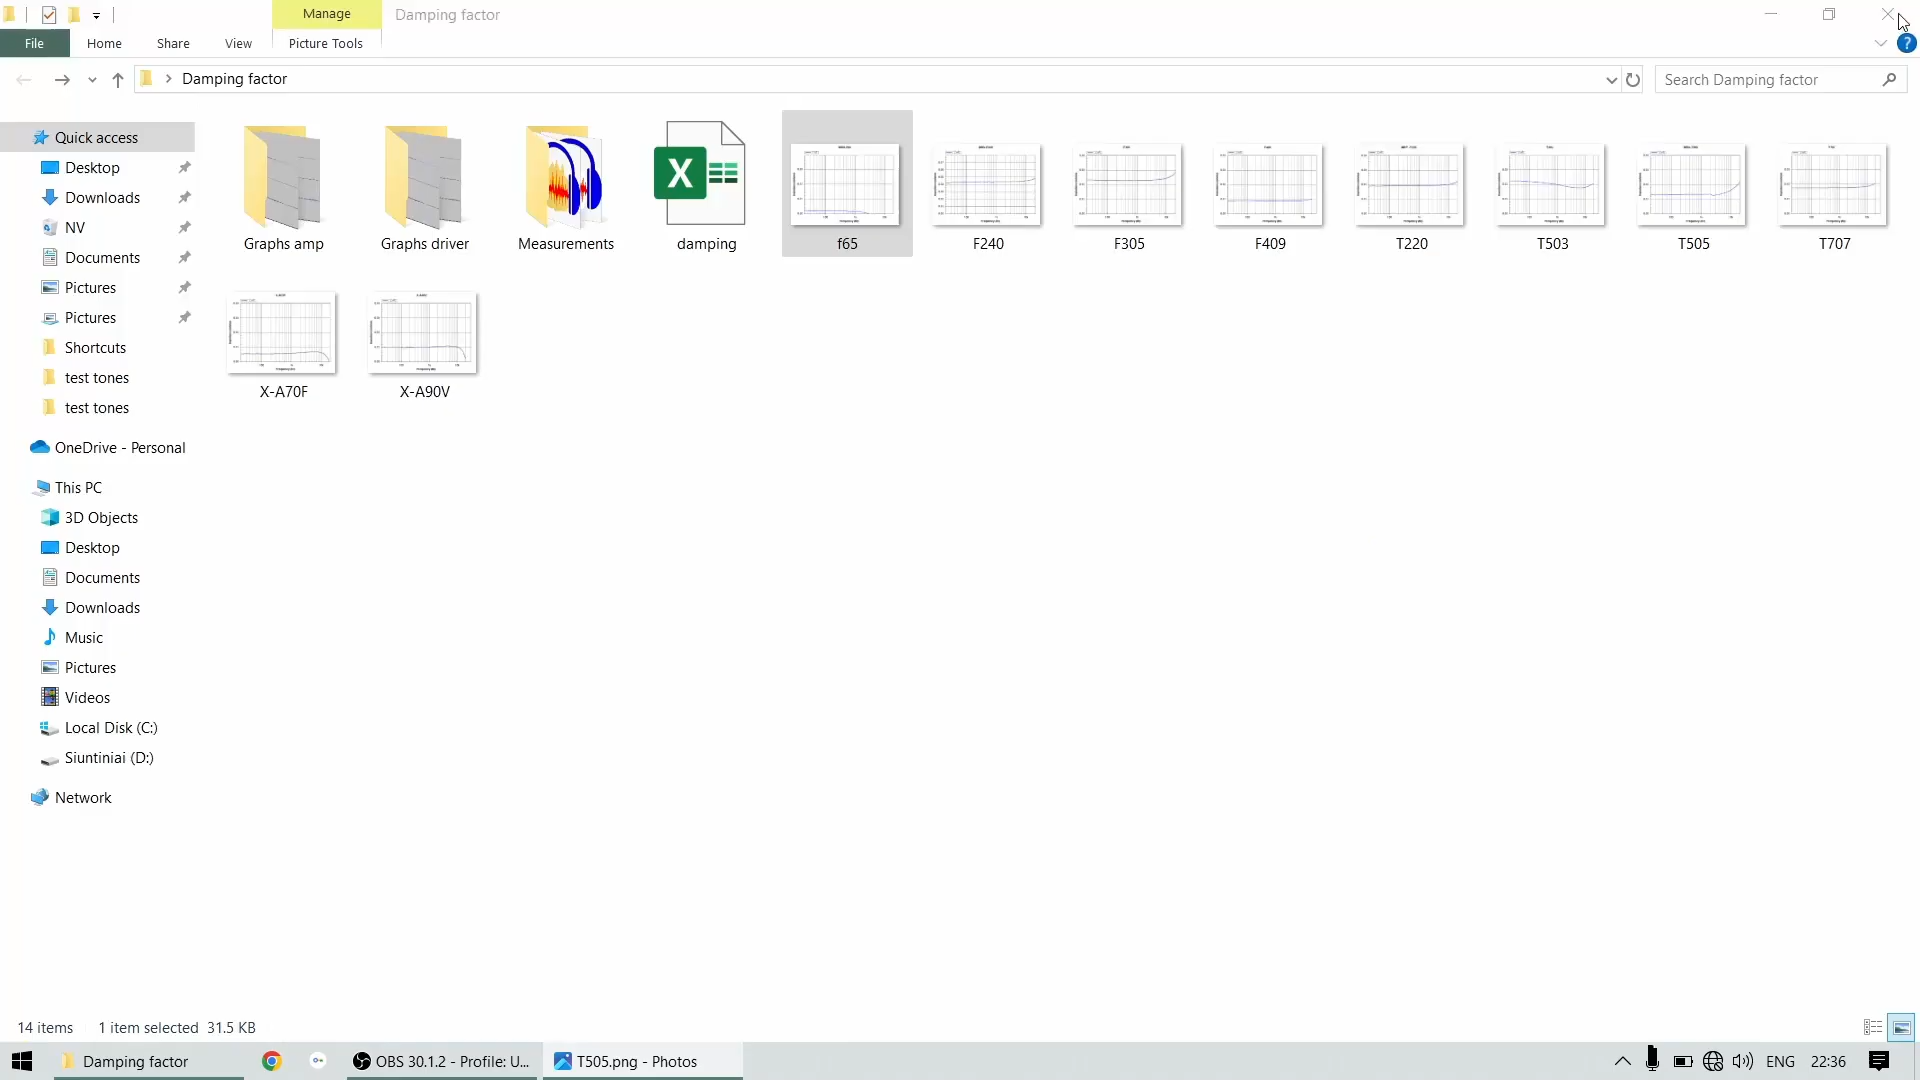 Manage
Damping factor
File
Home
Share
View
Picture Tools
Damping factor
Search Damping factor
Quick access
Desktop
Downloads
NV
Documents
Pictures
Pictures
Shortcuts
test tones
test tones
OneDrive - Personal
This PC
3D Objects
Desktop
Documents
Downloads
Music
Pictures
Videos
Local Disk (C:)
Siuntiniai (D:)
Network
Graphs amp
Graphs driver
Measurements
damping
f65
F240
F305
F409
T220
T503
T505
T707
X-A70F
X-A90V
14 items
1 item selected 31.5 KB
Damping factor
OBS 30.1.2 - Profile: U...
T505.png - Photos
ENG
22:36